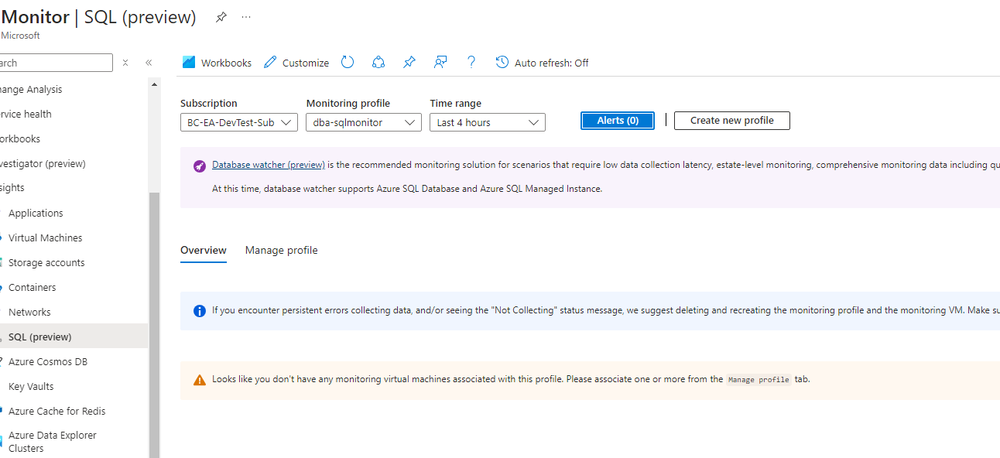 Monitor | SQL (preview)
Microsoft
arch
Workbooks
Customize
Auto refresh: Off
hange Analysis
rvice health
orkbooks
vestigator (preview)
sights
Applications
Virtual Machines
Storage accounts
Containers
Networks
SQL (preview)
Azure Cosmos DB
Key Vaults
Azure Cache for Redis
Azure Data Explorer
Clusters
Subscription
Monitoring profile
Time range
BC-EA-DevTest-Sub
dba-sqlmonitor
Last 4 hours
Alerts (0)
Create new profile
Database watcher (preview) is the recommended monitoring solution for scenarios that require low data collection latency, estate-level monitoring, comprehensive monitoring data including qu
At this time, database watcher supports Azure SQL Database and Azure SQL Managed Instance.
Overview
Manage profile
If you encounter persistent errors collecting data, and/or seeing the "Not Collecting" status message, we suggest deleting and recreating the monitoring profile and the monitoring VM. Make su
Looks like you don't have any monitoring virtual machines associated with this profile. Please associate one or more from the Manage profile tab.